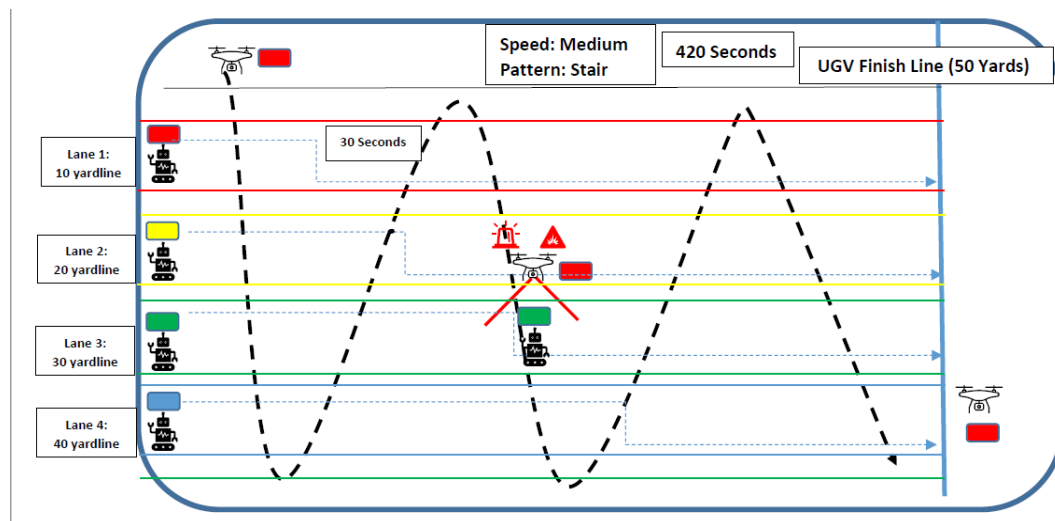 Speed: Medium
Pattern: Stair
420 Seconds
UGV Finish Line (50 Yards)
30 Seconds
Lane 1:
10 yardline
Lane 2:
20 yardline
Lane 3:
30 yardline
Lane 4:
40 yardline